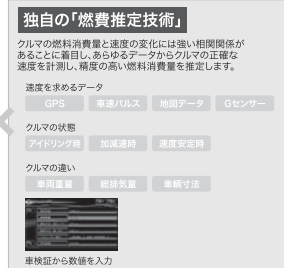 独自の「燃費推定技術」
クルマの燃料消費量と速度の変化には強い相関関係が
あることに着目し、あらゆるデータからクルマの正確な
速度を計測し、精度の高い燃料消費量を推定します。
速度を求めるデータ
GPS 車速パルス 地図データ Gセンサー
クルマの状態
アイドリング時 加減速時 速度安定時
クルマの違い
車両重量 総排気量 車輌寸法
車検証から数値を入力